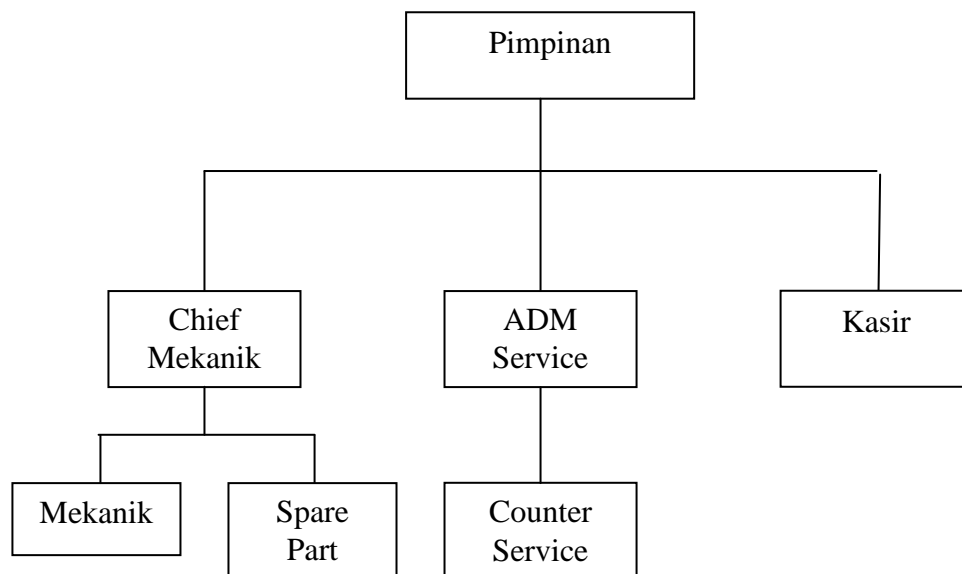 Pimpinan
Chief
Mekanik
ADM
Service
Kasir
Mekanik
Spare
Part
Counter
Service